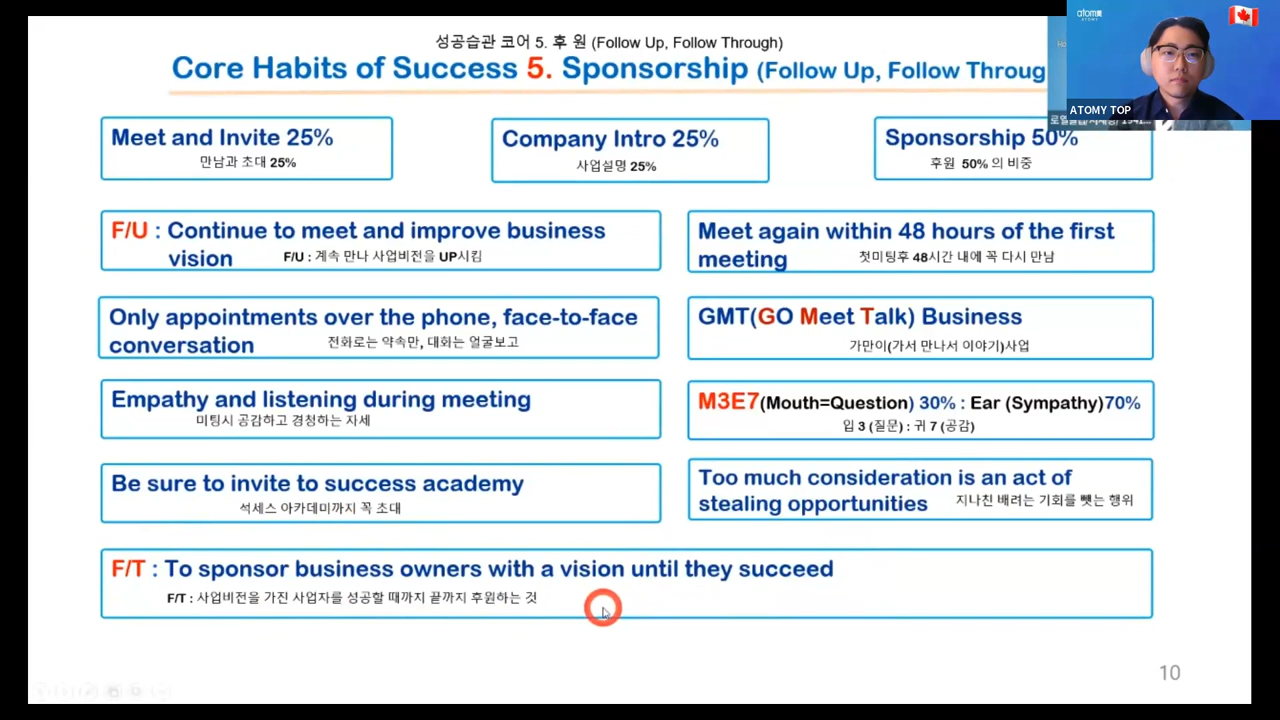 성공습관 코어 5. 후 원 (Follow Up, Follow Through)
Core Habits of Success 5. Sponsorship (Follow Up, Follow Throug
atom美
ATOMY TOP
Meet and Invite 25%
만남과 초대 25%
Company Intro 25%
사업설명 25%
Sponsorship 50%
후원 50% 의 비중
F/U : Continue to meet and improve business
vision
F/U : 계속 만나 사업비전을 UP시킴
Meet again within 48 hours of the first
meeting
첫미팅후 48시간 내에 꼭 다시 만남
Only appointments over the phone, face-to-face
conversation
전화로는 약속만, 대화는 얼굴보고
GMT(GO Meet Talk) Business
가만이(가서 만나서 이야기)사업
Empathy and listening during meeting
미팅시 공감하고 경청하는 자세
M3E7(Mouth=Question) 30% : Ear (Sympathy)70%
입 3 (질문) : 귀 7 (공감)
Be sure to invite to success academy
석세스 아카데미까지 꼭 초대
Too much consideration is an act of
stealing opportunities
지나친 배려는 기회를 뺏는 행위
F/T : To sponsor business owners with a vision until they succeed
F/T : 사업비전을 가진 사업자를 성공할 때까지 끝까지 후원하는 것
10